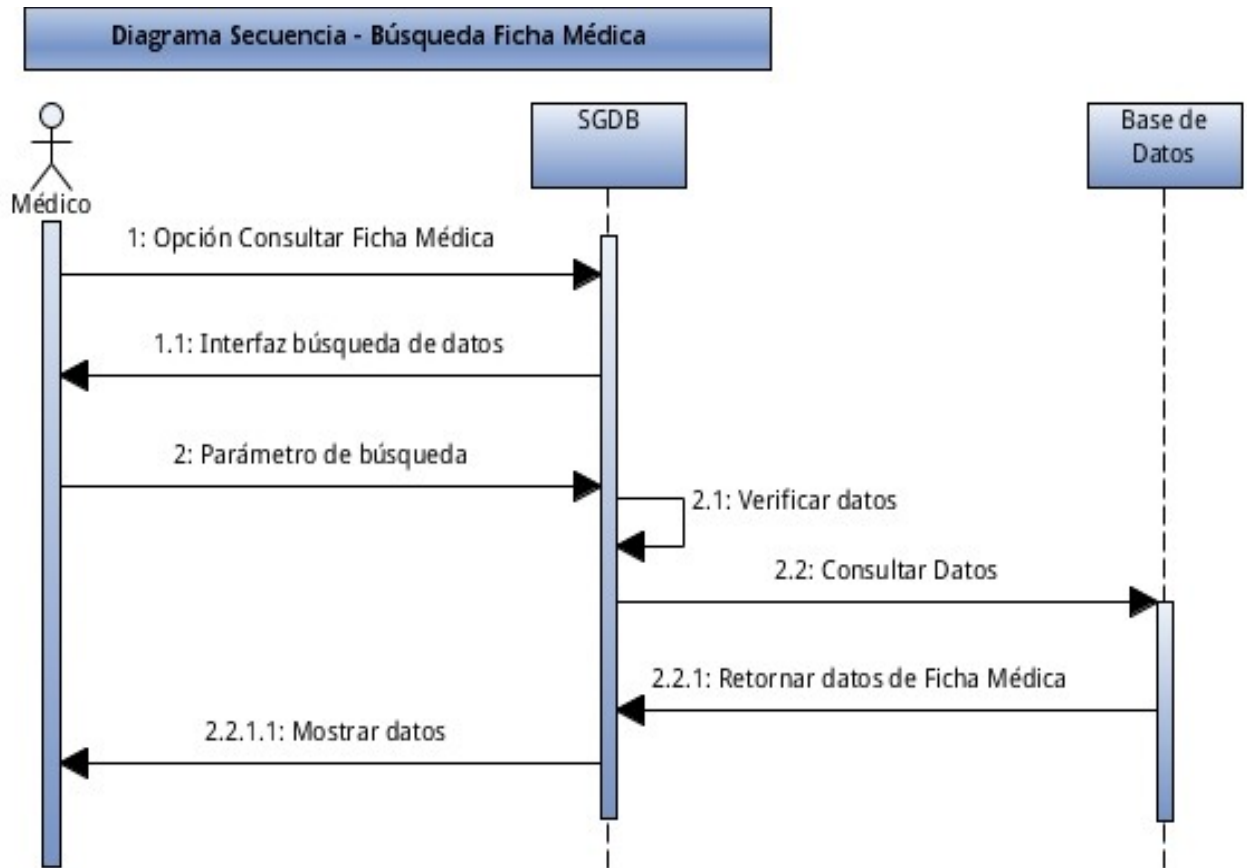 Diagrama Secuencia - Búsqueda Ficha Médica
SGDB
Base de
Datos
Médico
1: Opción Consultar Ficha Médica
1.1: Interfaz búsqueda de datos
2: Parámetro de búsqueda
2.1: Verificar datos
2.2: Consultar Datos
2.2.1: Retornar datos de Ficha Médica
2.2.1.1: Mostrar datos